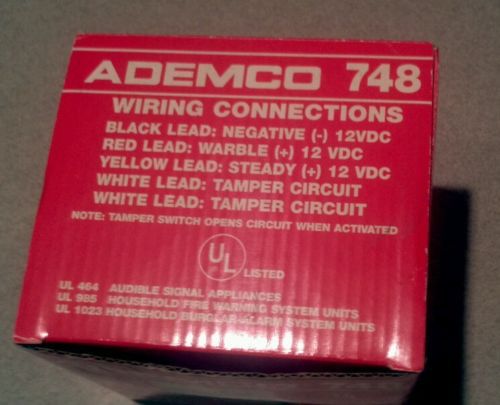 ADEMCO 748
WIRING CONNECTIONS
BLACK LEAD: NEGATIVE (-) 12VDC
RED LEAD: WARBLE (+) 12 VDC
YELLOW LEAD: STEADY (+) 12 VDC
WHITE LEAD: TAMPER CIRCUIT
WHITE LEAD: TAMPER CIRCUIT
NOTE: TAMPER SWITCH OPENS CIRCUIT WHEN ACTIVATED
UL LISTED
UL 464 AUDIBLE SIGNAL APPLIANCES
UL 985 HOUSEHOLD FIRE WARNING SYSTEM UNITS
UL 1023 HOUSEHOLD BURGLAR-ALARM SYSTEM UNITS